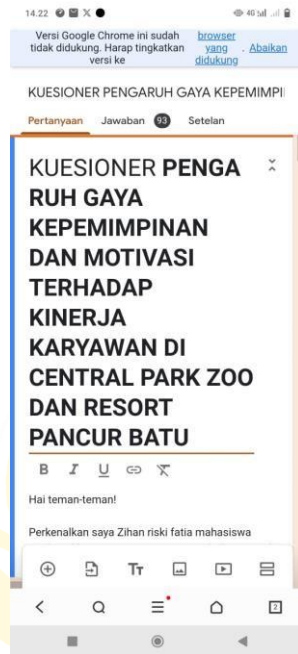 14.22 4G
Versi Google Chrome ini sudah tidak didukung. Harap tingkatkan versi ke
browser yang didukung . Abaikan
KUESIONER PENGARUH GAYA KEPEMIMPI
Pertanyaan Jawaban 93 Setelan
KUESIONER PENGA
RUH GAYA
KEPEMIMPINAN
DAN MOTIVASI
TERHADAP
KINERJA
KARYAWAN DI
CENTRAL PARK ZOO
DAN RESORT
PANCUR BATU
B I U
Hai teman-teman!
Perkenalkan saya Zihan riski fatia mahasiswa
Tт
2